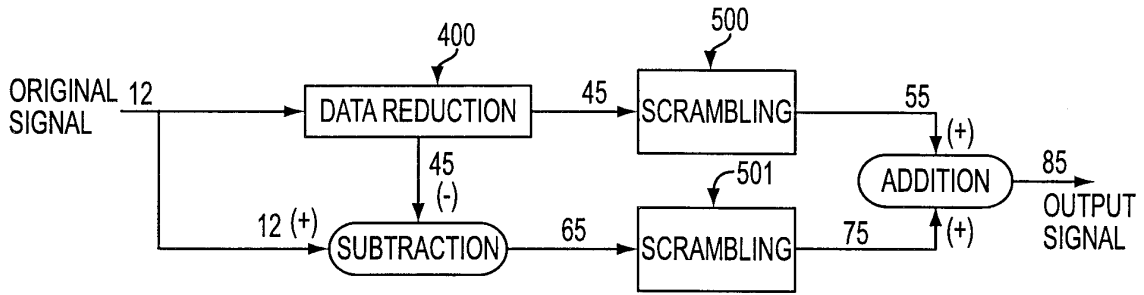 400
500
ORIGINAL SIGNAL
12
DATA REDUCTION
45
SCRAMBLING
55
(+)
45
(-)
501
ADDITION
85
OUTPUT SIGNAL
12 (+)
SUBTRACTION
65
SCRAMBLING
75
(+)